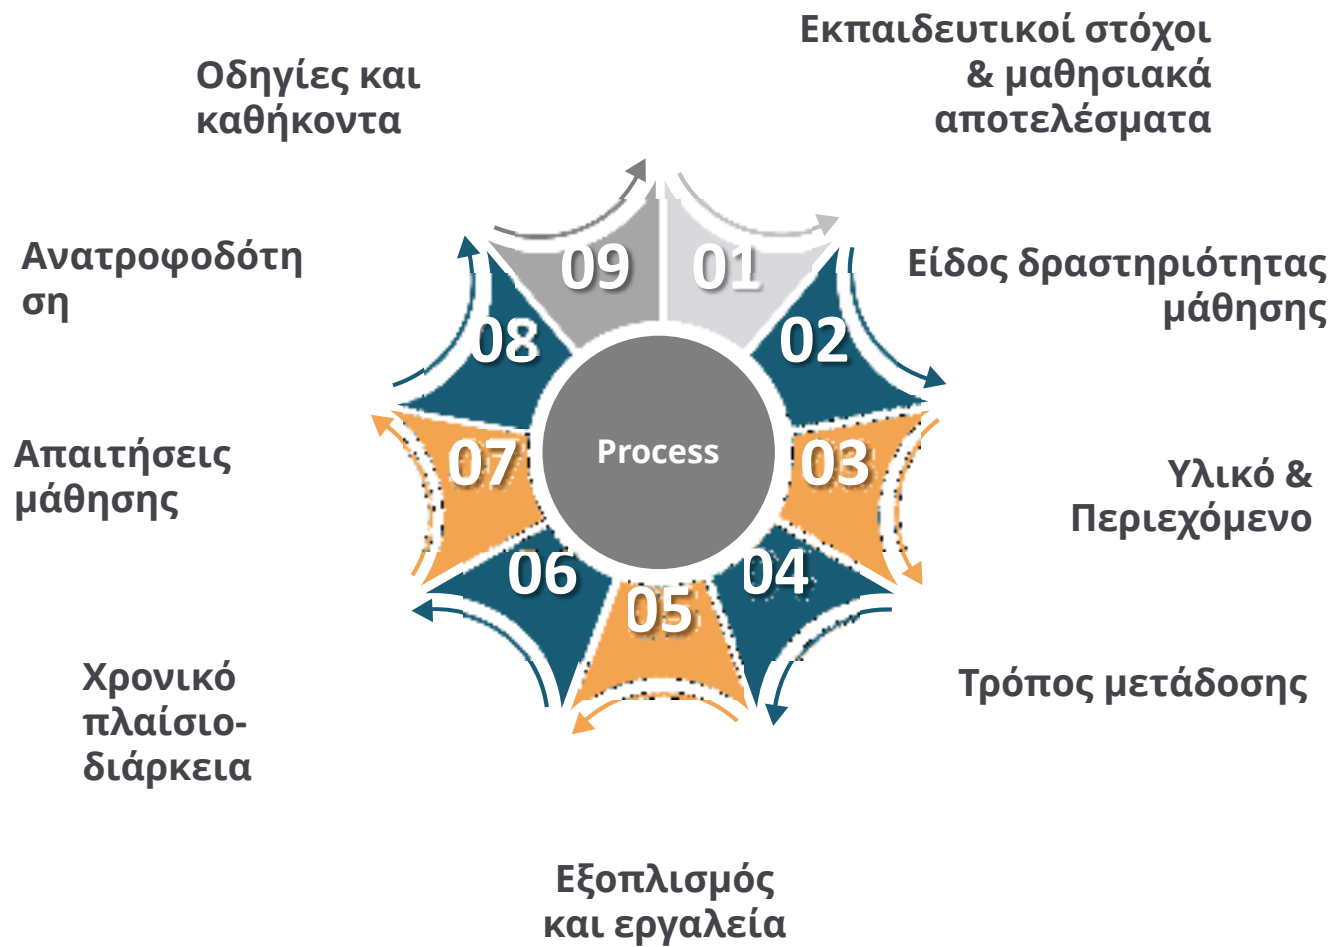 Εκπαιδευτικοί στόχοι
& μαθησιακά
αποτελέσματα
Οδηγίες και
καθήκοντα
Ανατροφοδότη
ση
Είδος δραστηριότητας
μάθησης
Απαιτήσεις
μάθησης
Υλικό &
Περιεχόμενο
Χρονικό
πλαίσιο-
διάρκεια
Τρόπος μετάδοσης
Εξοπλισμός
και εργαλεία
Process
01
02
03
04
05
06
07
08
09